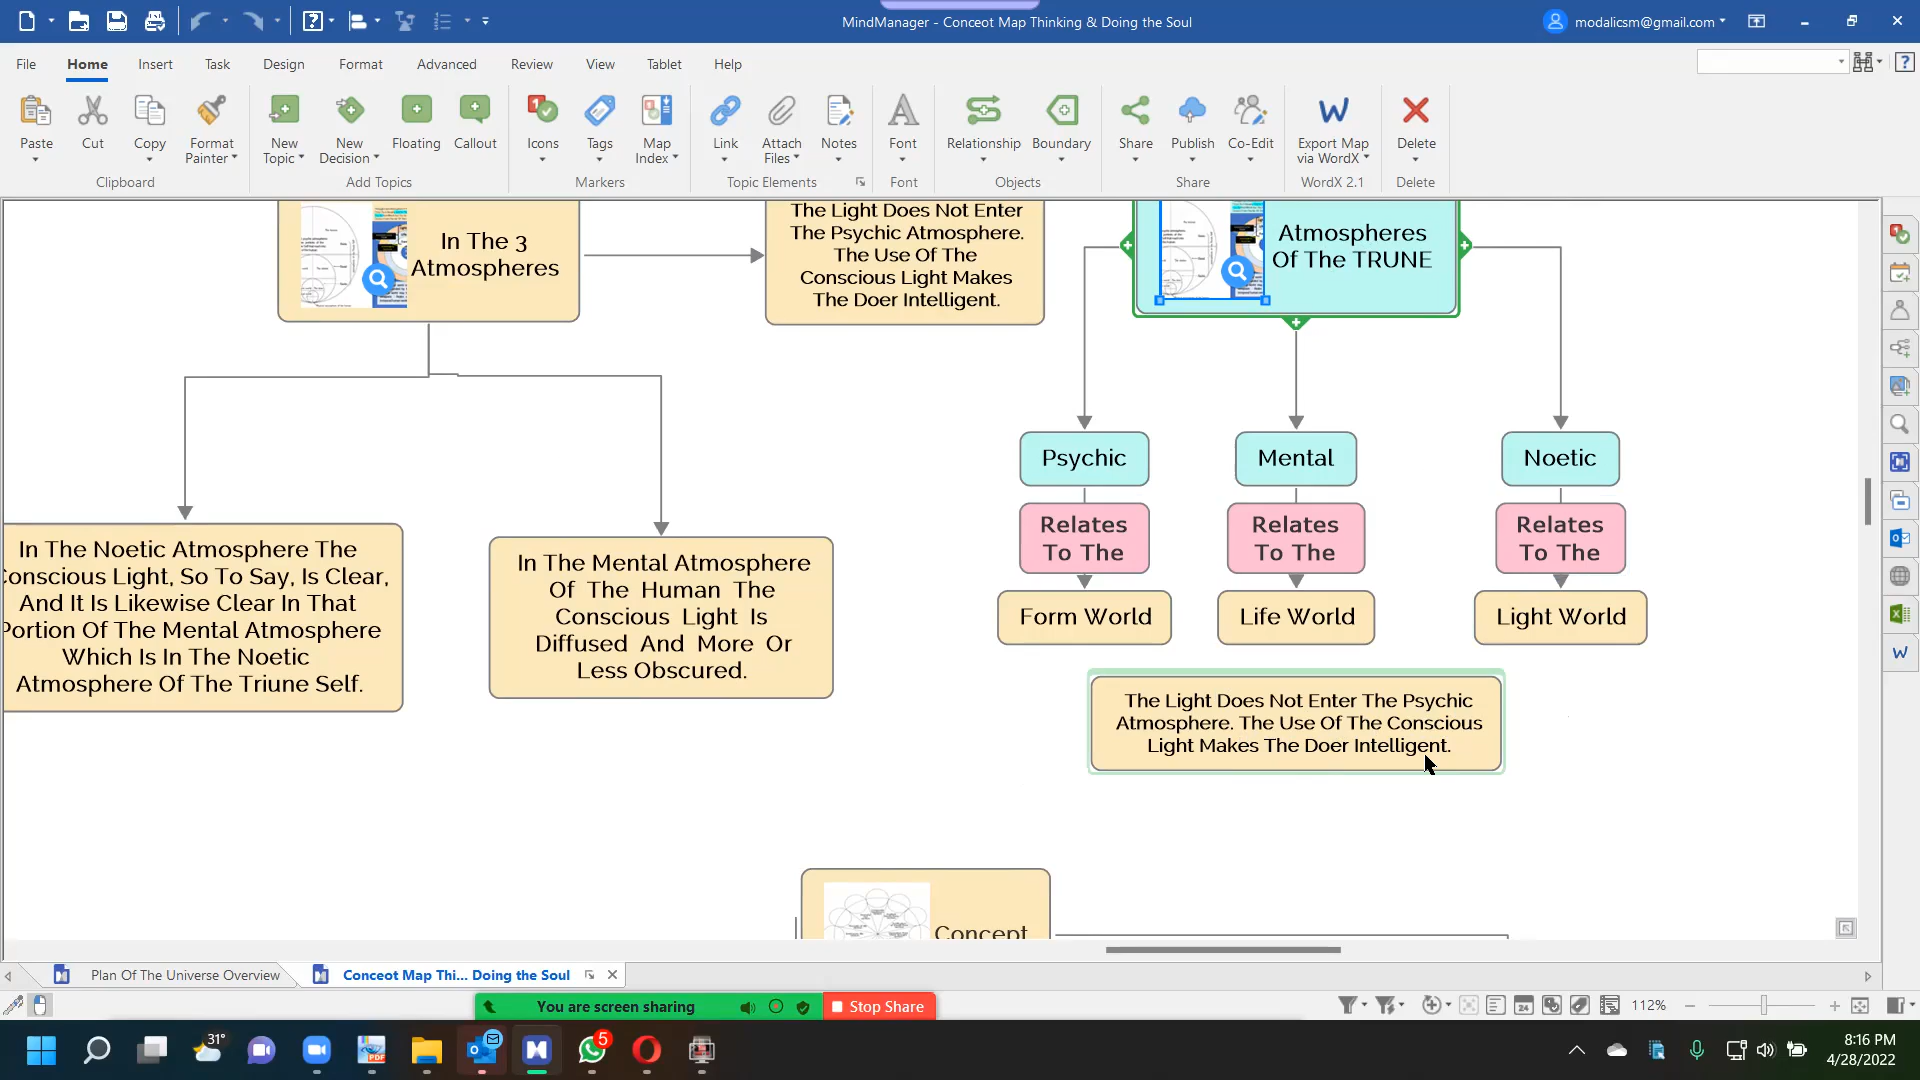 MindManager - Conceot Map Thinking & Doing the Soul
modalicsm@gmail.com
File
Home
Insert
Task
Design
Format
Advanced
Review
View
Tablet
Help
Paste
Cut
Copy
Format
Painter
Clipboard
New
Topic
New
Decision
Floating
Callout
Add Topics
Icons
Tags
Map
Index
Markers
Link
Attach
Files
Notes
Topic Elements
Font
Font
Relationship
Boundary
Objects
Share
Publish
Co-Edit
Share
Export Map
via WordX
WordX 2.1
Delete
Delete
In The 3
Atmospheres
The Light Does Not Enter
The Psychic Atmosphere.
The Use Of The
Conscious Light Makes
The Doer Intelligent.
Atmospheres
Of The TRUNE
Psychic
Mental
Noetic
Relates
To The
Relates
To The
Relates
To The
Form World
Life World
Light World
In The Noetic Atmosphere The
Conscious Light, So To Say, Is Clear,
And It Is Likewise Clear In That
Portion Of The Mental Atmosphere
Which Is In The Noetic
Atmosphere Of The Triune Self.
In The Mental Atmosphere
Of The Human The
Conscious Light Is
Diffused And More Or
Less Obscured.
The Light Does Not Enter The Psychic
Atmosphere. The Use Of The Conscious
Light Makes The Doer Intelligent.
Concept
Plan Of The Universe Overview
Conceot Map Thi... Doing the Soul
You are screen sharing
Stop Share
112%
31°
5
8:16 PM
4/28/2022